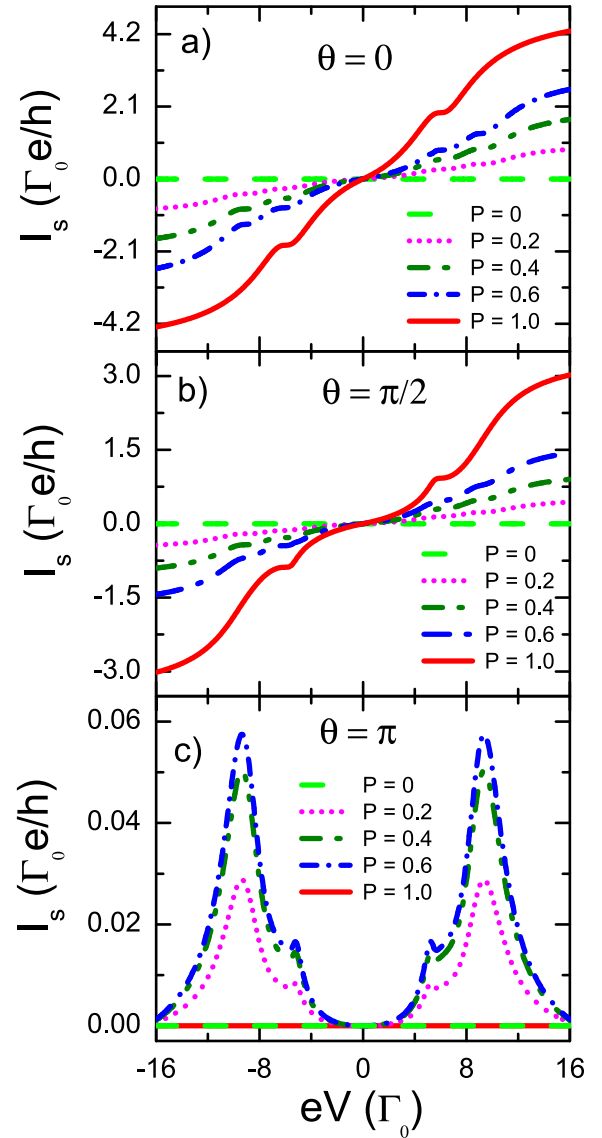 a)
θ = 0
I_s (Γ_0 e/h)
4.2
2.1
0.0
-2.1
-4.2
P = 0
P = 0.2
P = 0.4
P = 0.6
P = 1.0
b)
θ = π/2
I_s (Γ_0 e/h)
3.0
1.5
0.0
-1.5
-3.0
P = 0
P = 0.2
P = 0.4
P = 0.6
P = 1.0
c)
θ = π
I_s (Γ_0 e/h)
0.06
0.04
0.02
0.00
P = 0
P = 0.2
P = 0.4
P = 0.6
P = 1.0
-16 -8 0 8 16
eV (Γ_0)